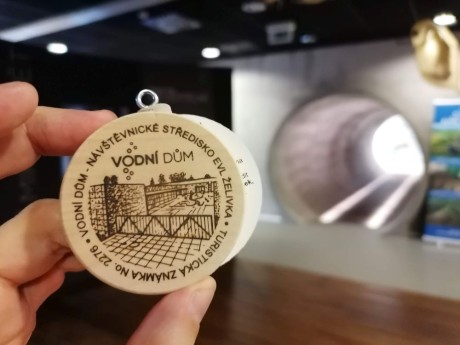 VODNÍ DŮM - NÁVŠTĚVNICKÉ STŘEDISKO EVL ŽELIVKA • TURISTICKÁ ZNÁMKA No. 2276 •
VODNÍ DŮM